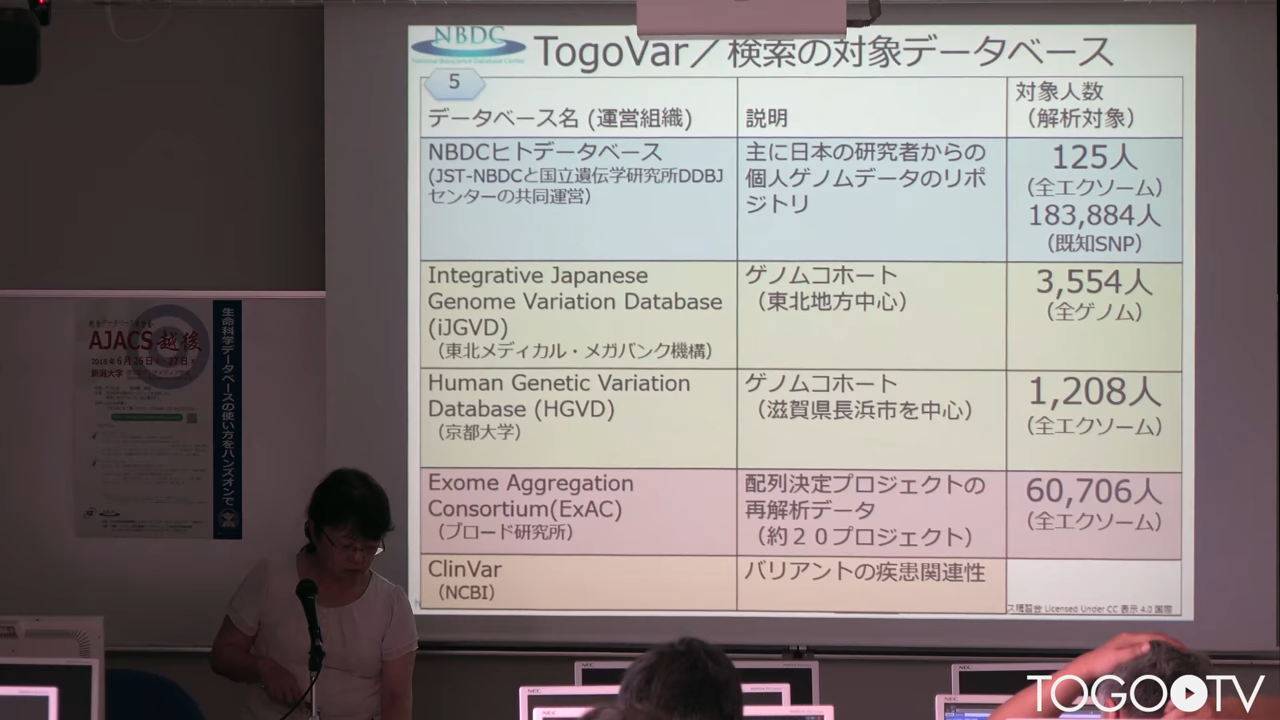 NBDC
National Bioscience Database Center
TogoVar／検索の対象データベース
5
データベース名 (運営組織)
説明
対象人数
（解析対象）
NBDCヒトデータベース
(JST-NBDCと国立遺伝学研究所DDBJ
センターの共同運営）
主に日本の研究者からの
個人ゲノムデータのリポ
ジトリ
125人
（全エクソーム）
183,884人
（既知SNP）
Integrative Japanese
Genome Variation Database
(iJGVD)
（東北メディカル・メガバンク機構）
ゲノムコホート
（東北地方中心）
3,554人
（全ゲノム）
Human Genetic Variation
Database (HGVD)
（京都大学）
ゲノムコホート
（滋賀県長浜市を中心）
1,208人
（全エクソーム）
Exome Aggregation
Consortium(ExAC)
（ブロード研究所）
配列決定プロジェクトの
再解析データ
（約２０プロジェクト）
60,706人
（全エクソーム）
ClinVar
（NCBI）
バリアントの疾患関連性
ス講習会 Licensed Under CC 表示 4.0 国際
AJACS 越後
新潟大学
生命科学データベースの使い方をハンズオンで
NEC
NEC
NEC
NEC
NEC
TOGO TV